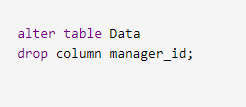 alter table Data
drop column manager_id;